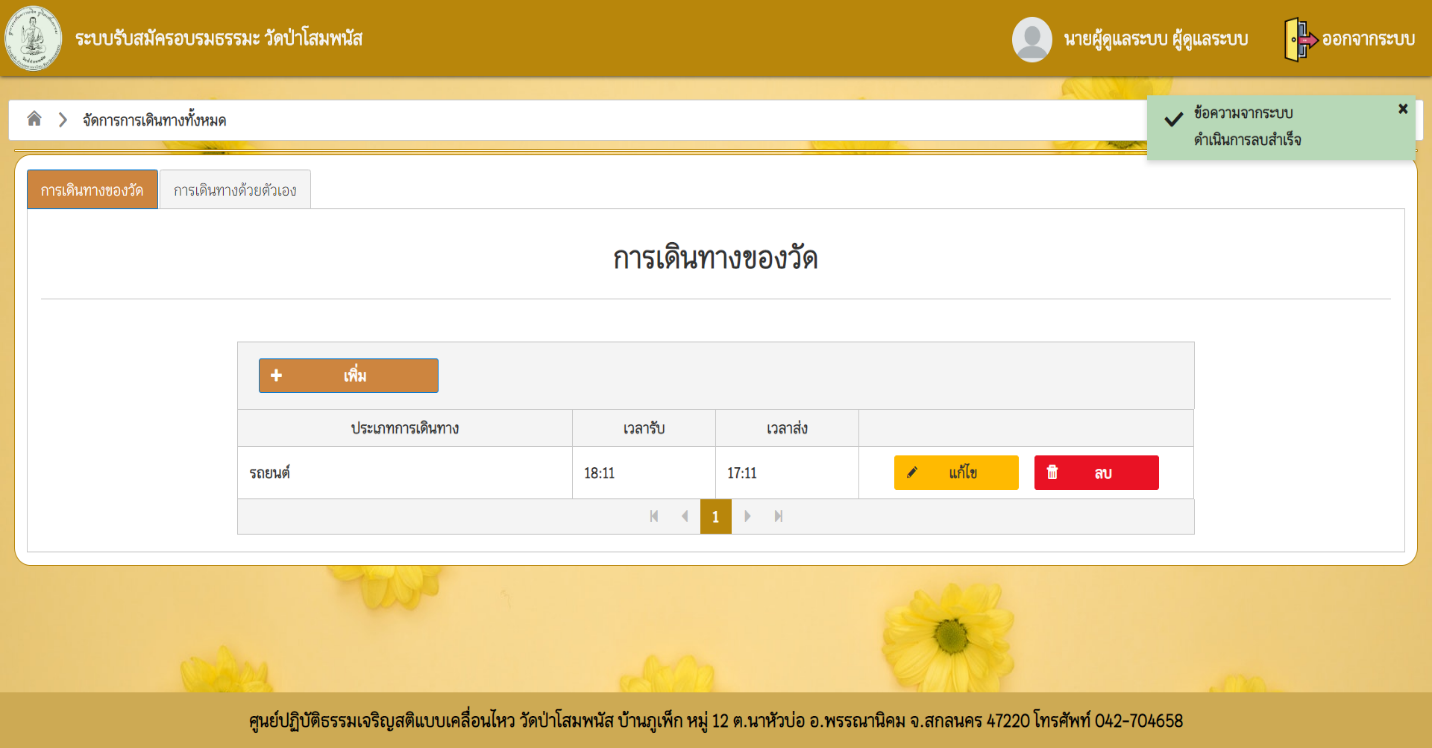 ระบบรับสมัครอบรมธรรมะ วัดป่าโสมพนัส
นายผู้ดูแลระบบ ผู้ดูแลระบบ
ออกจากระบบ
จัดการการเดินทางทั้งหมด
ข้อความจากระบบ
ดำเนินการลบสำเร็จ
การเดินทางของวัด
การเดินทางด้วยตัวเอง
การเดินทางของวัด
เพิ่ม
ประเภทการเดินทาง เวลารับ เวลาส่ง
รถยนต์ 18:11 17:11 แก้ไข ลบ
1
ศูนย์ปฏิบัติธรรมเจริญสติแบบเคลื่อนไหว วัดป่าโสมพนัส บ้านภูเพ็ก หมู่ 12 ต.นาหัวบ่อ อ.พรรณานิคม จ.สกลนคร 47220 โทรศัพท์ 042-704658